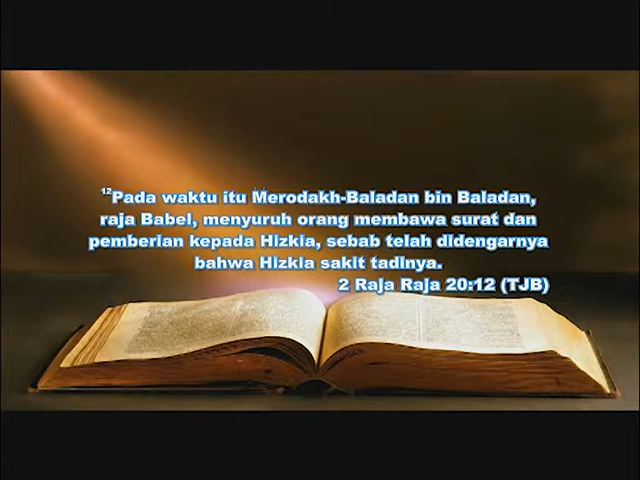 ¹²Pada waktu itu Merodakh-Baladan bin Baladan,
raja Babel, menyuruh orang membawa surat dan
pemberian kepada Hizkia, sebab telah didengarnya
bahwa Hizkia sakit tadinya.
2 Raja Raja 20:12 (TJB)